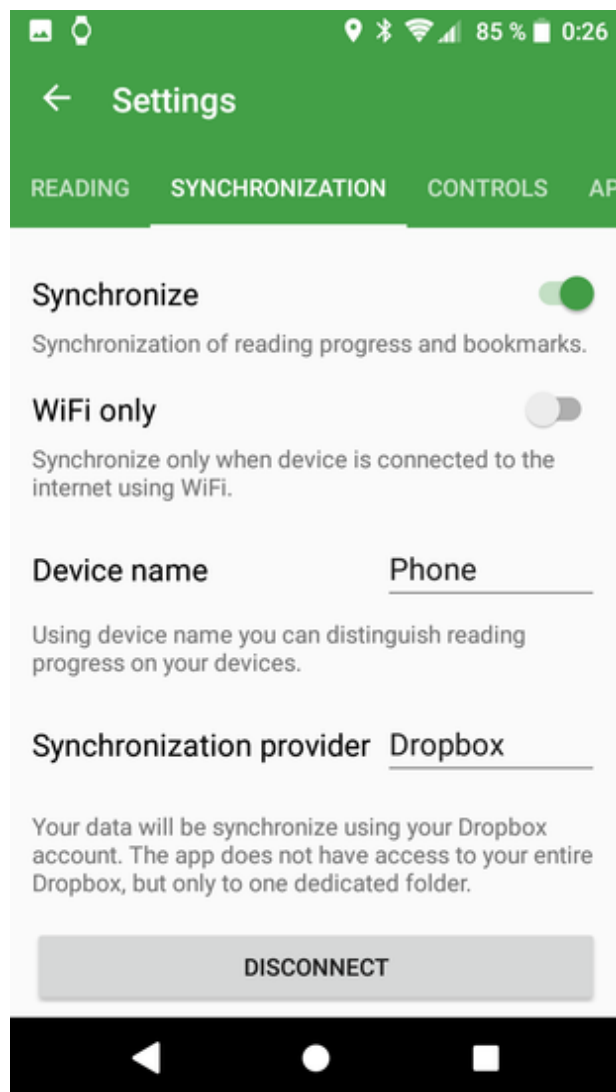 85 % 0:26
Settings
READING SYNCHRONIZATION CONTROLS AP
Synchronize
Synchronization of reading progress and bookmarks.
WiFi only
Synchronize only when device is connected to the
internet using WiFi.
Device name Phone
Using device name you can distinguish reading
progress on your devices.
Synchronization provider Dropbox
Your data will be synchronize using your Dropbox
account. The app does not have access to your entire
Dropbox, but only to one dedicated folder.
DISCONNECT